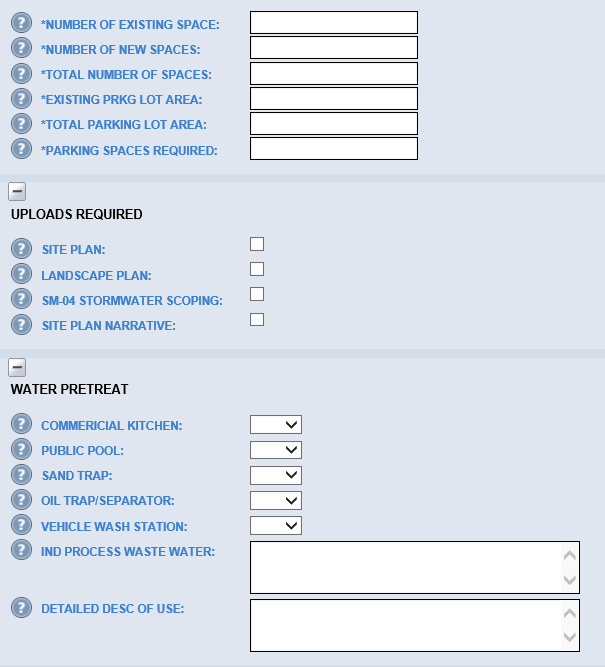 *NUMBER OF EXISTING SPACE:
*NUMBER OF NEW SPACES:
*TOTAL NUMBER OF SPACES:
*EXISTING PRKG LOT AREA:
*TOTAL PARKING LOT AREA:
*PARKING SPACES REQUIRED:
UPLOADS REQUIRED
SITE PLAN:
LANDSCAPE PLAN:
SM-04 STORMWATER SCOPING:
SITE PLAN NARRATIVE:
WATER PRETREAT
COMMERICIAL KITCHEN:
PUBLIC POOL:
SAND TRAP:
OIL TRAP/SEPARATOR:
VEHICLE WASH STATION:
IND PROCESS WASTE WATER:
DETAILED DESC OF USE: